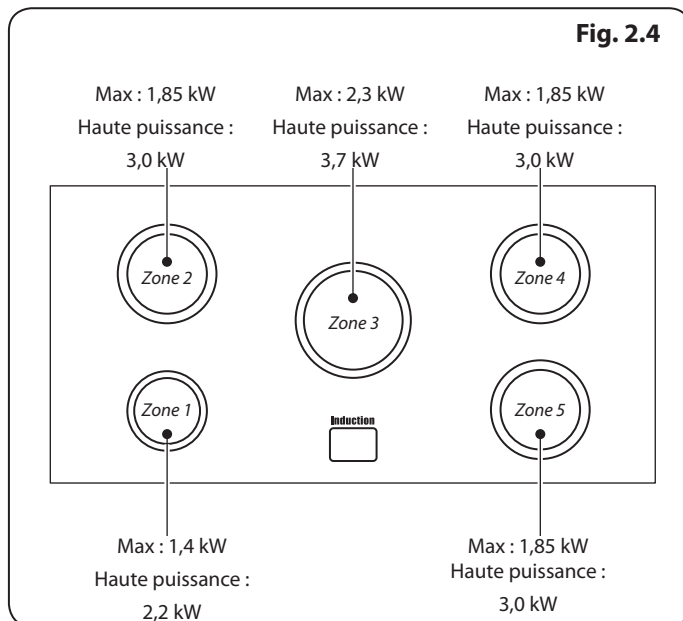 Fig. 2.4
Max : 1,85 kW
Haute puissance :
3,0 kW
Max : 2,3 kW
Haute puissance :
3,7 kW
Max : 1,85 kW
Haute puissance :
3,0 kW
Zone 2
Zone 3
Zone 4
Zone 1
Induction
Zone 5
Max : 1,4 kW
Haute puissance :
2,2 kW
Max : 1,85 kW
Haute puissance :
3,0 kW